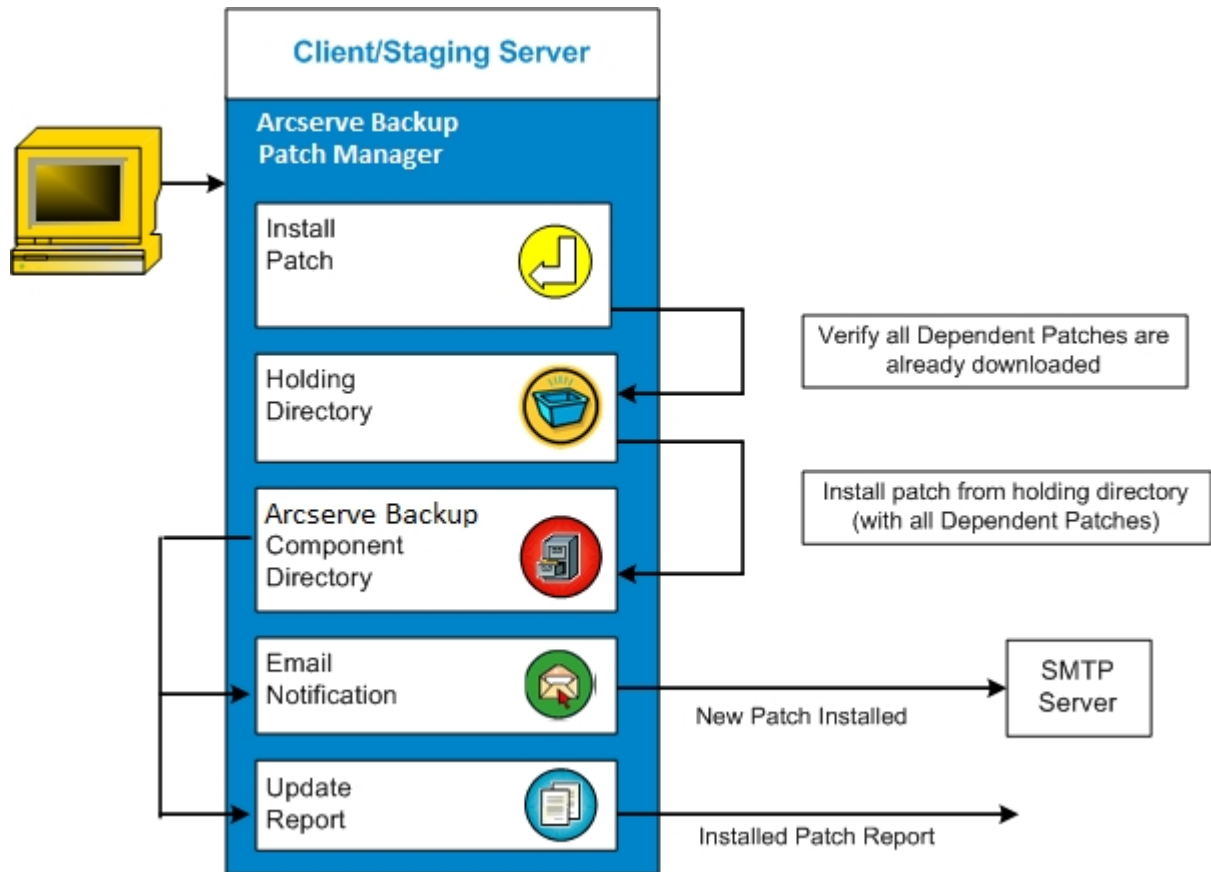 Client/Staging Server
Arcserve Backup
Patch Manager
Install
Patch
Verify all Dependent Patches are
already downloaded
Holding
Directory
Install patch from holding directory
(with all Dependent Patches)
Arcserve Backup
Component
Directory
Email
Notification
New Patch Installed
SMTP
Server
Update
Report
Installed Patch Report